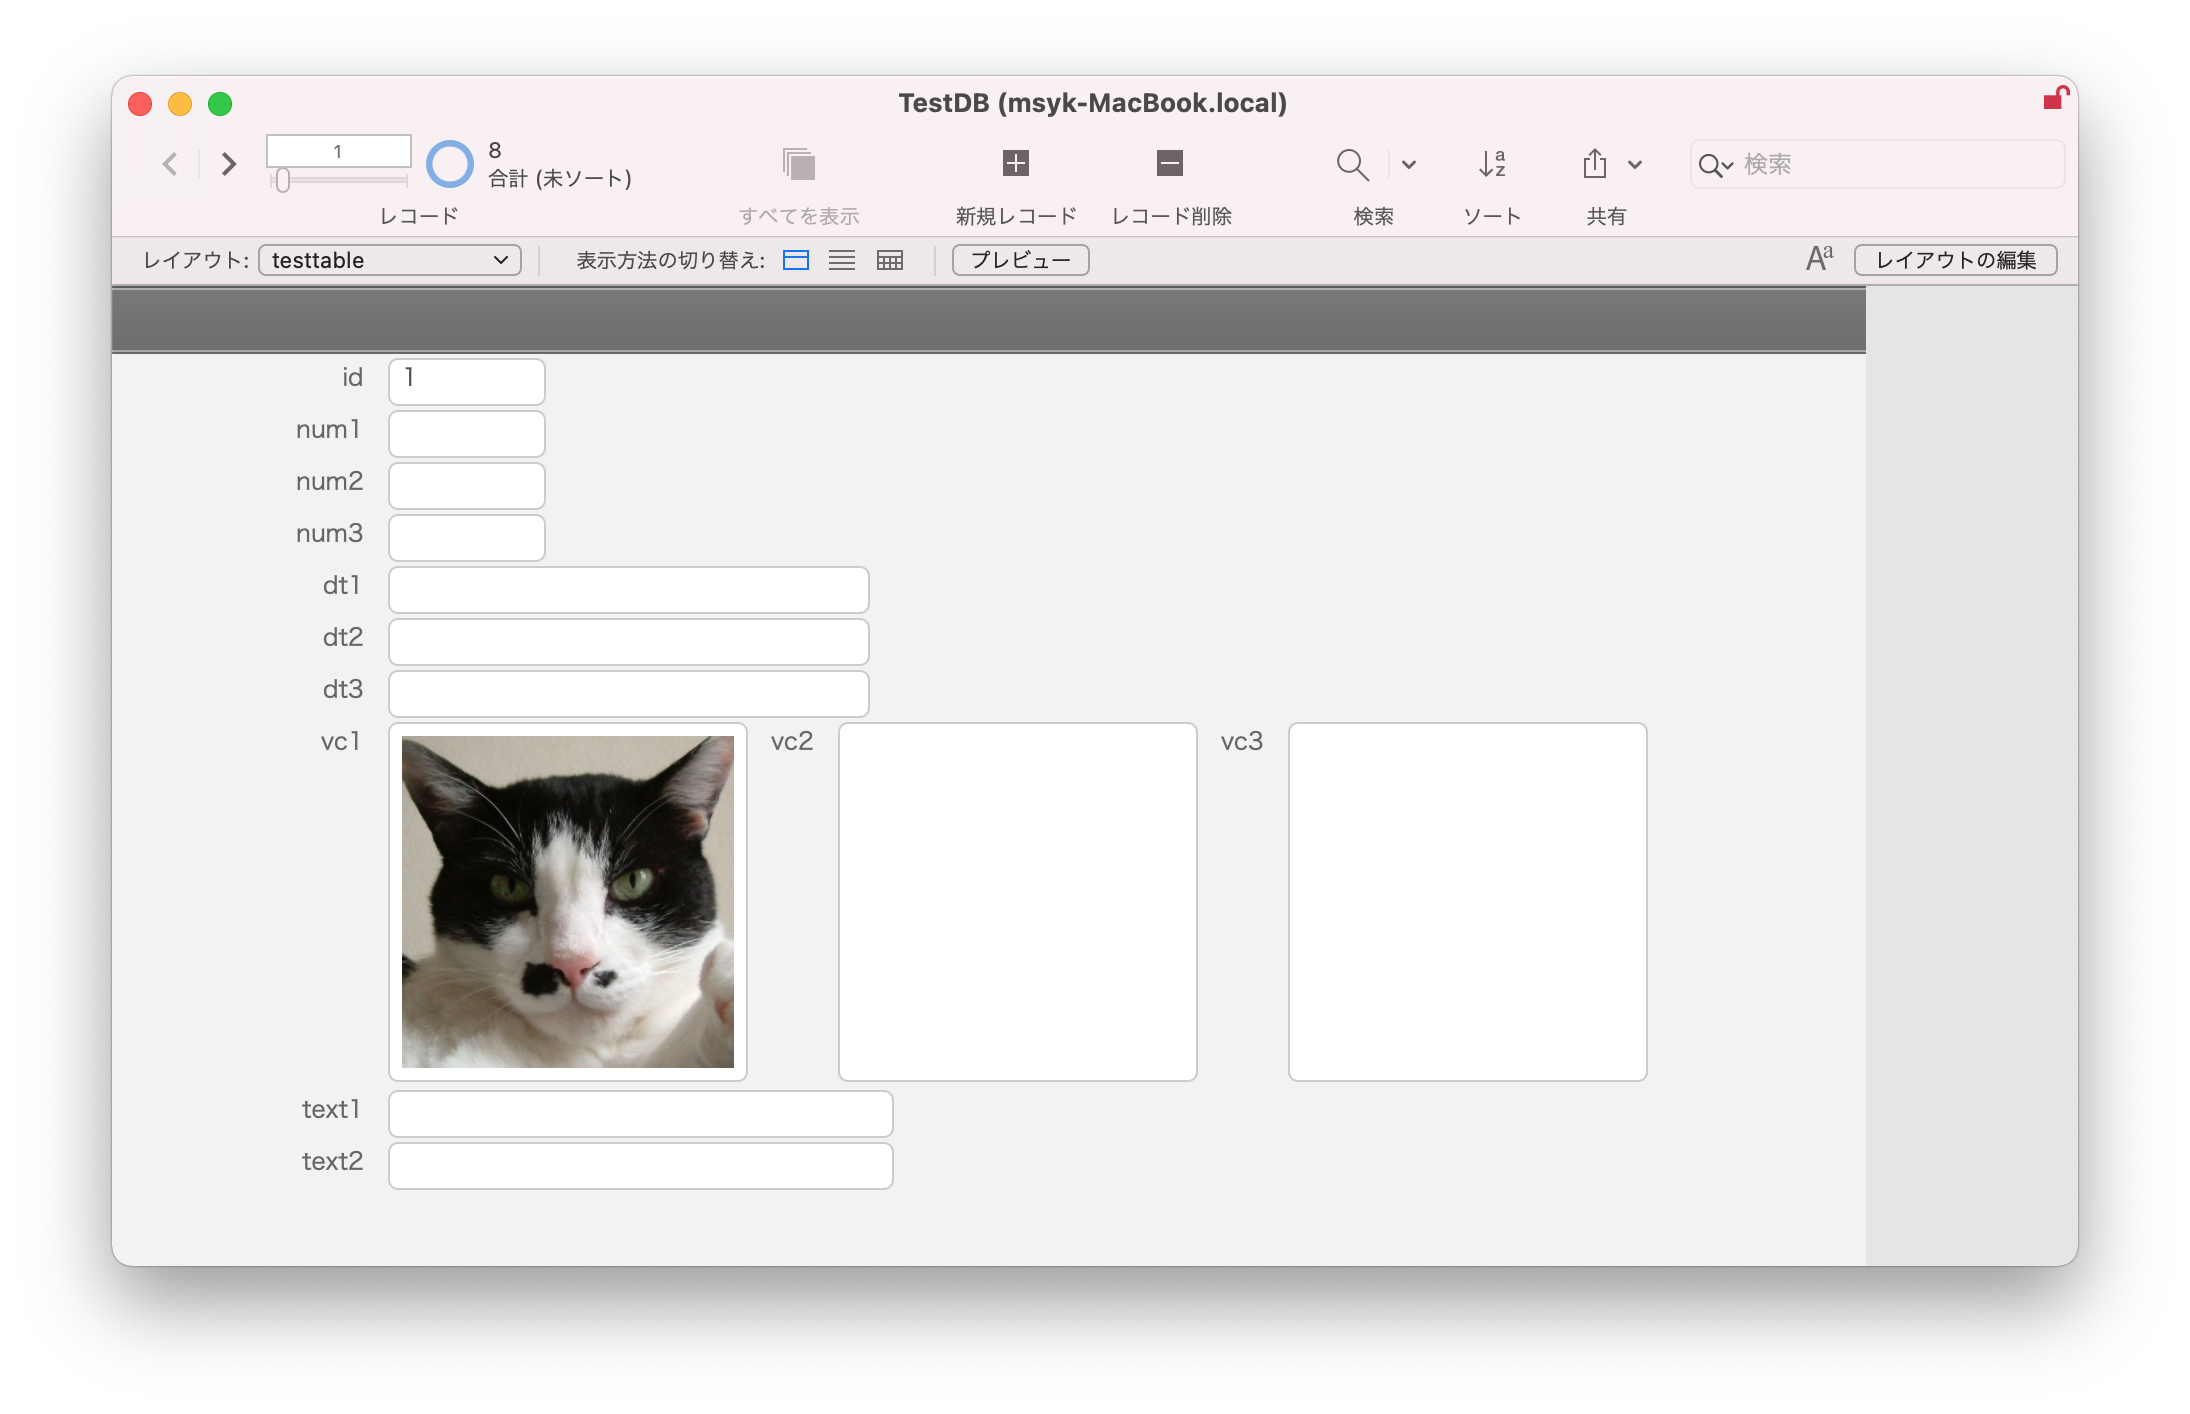 TestDB (msyk-MacBook.local)
1
8
合計 (未ソート)
レコード
すべてを表示
新規レコード
レコード削除
検索
ソート
共有
検索
レイアウト: testtable
表示方法の切り替え:
プレビュー
Aa
レイアウトの編集
id 1
num1
num2
num3
dt1
dt2
dt3
vc1 vc2 vc3
text1
text2